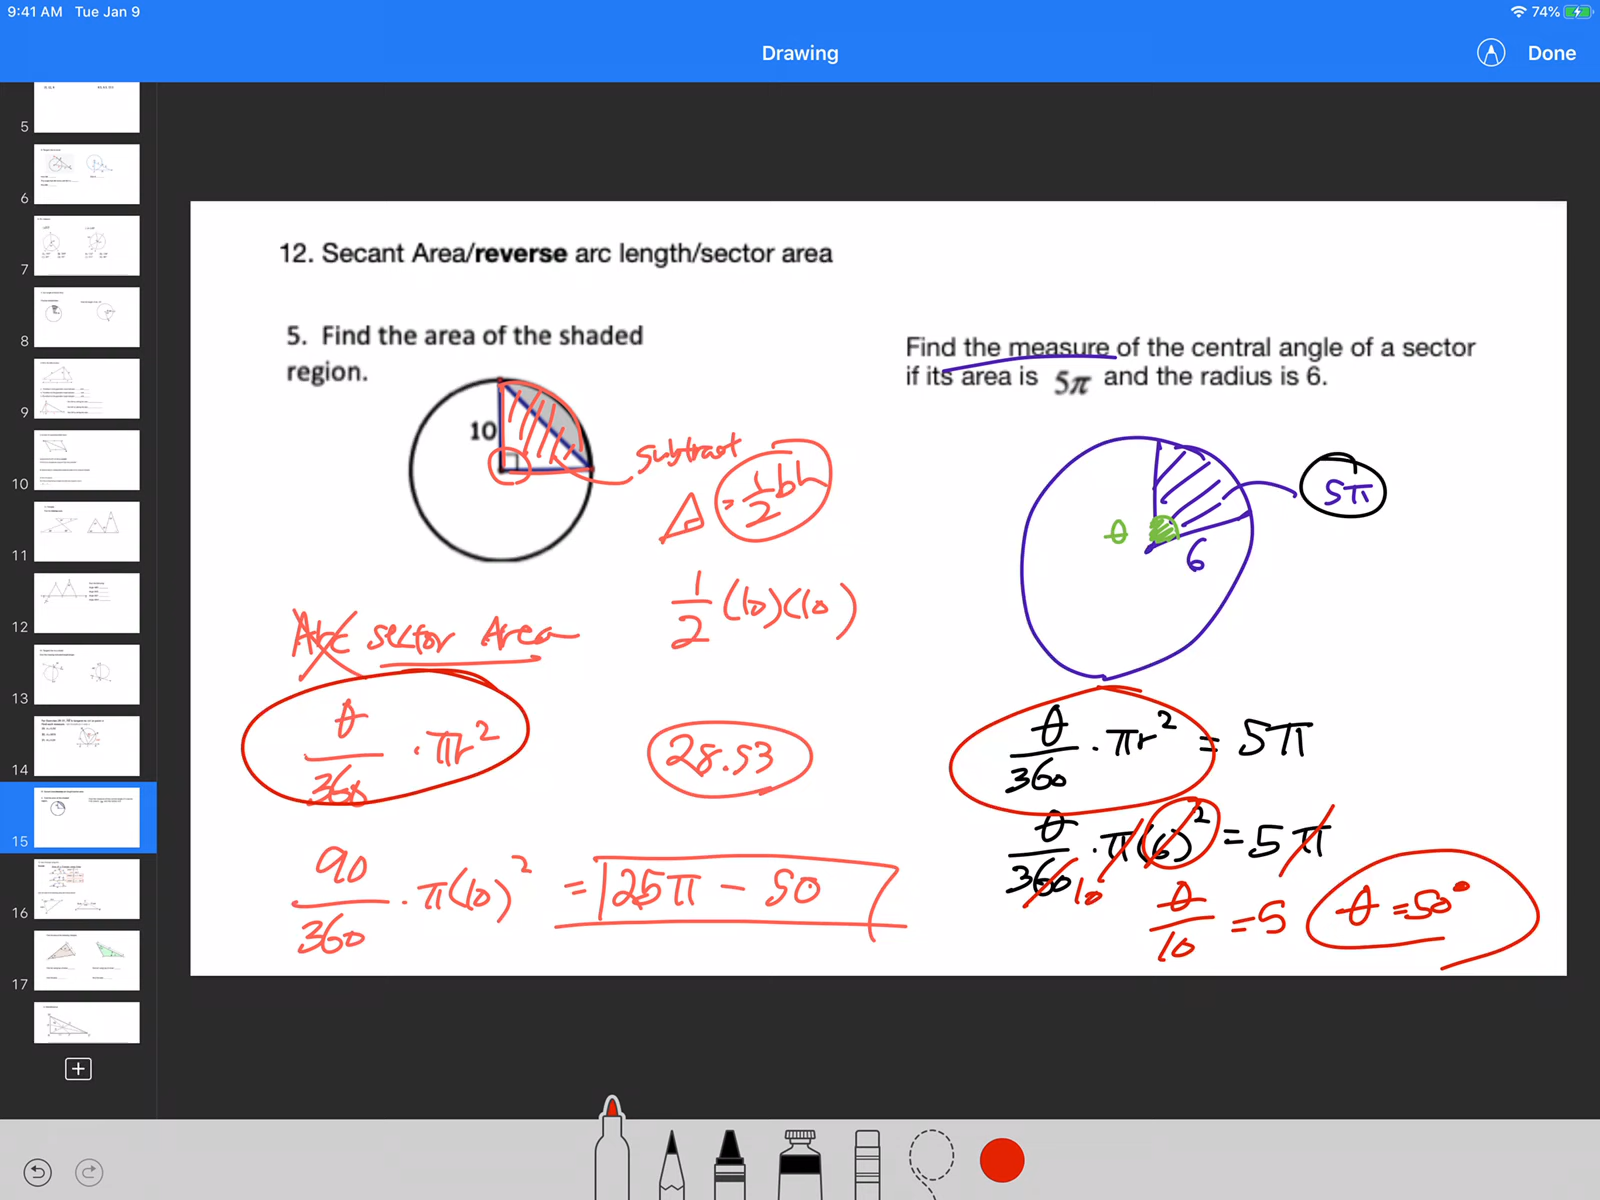 9:41 AM Tue Jan 9
74%
Drawing
Done
5
6
7
8
9
10
11
12
13
14
15
16
17
12. Secant Area/reverse arc length/sector area
5. Find the area of the shaded
region.
10
subtract
= 1/2 bh
1/2 (10)(10)
Arc sector Area
θ/360 · πr²
28.53
90/360 · π(10)² = 25π - 50
Find the measure of the central angle of a sector
if its area is 5π and the radius is 6.
5π
θ
6
θ/360 · πr² = 5π
θ/360 · π(6)² = 5π
10
θ/10 = 5
θ = 50°